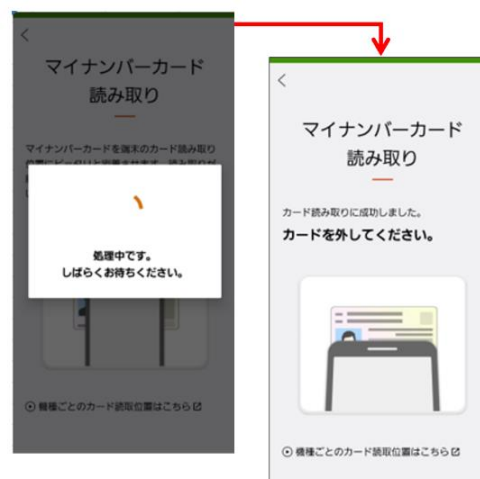 マイナンバーカード
読み取り
マイナンバーカードを端末のカード読み取り
処理中です。
しばらくお待ちください。
機種ごとのカード読取位置はこちら
マイナンバーカード
読み取り
カード読み取りに成功しました。
カードを外してください。
機種ごとのカード読取位置はこちら